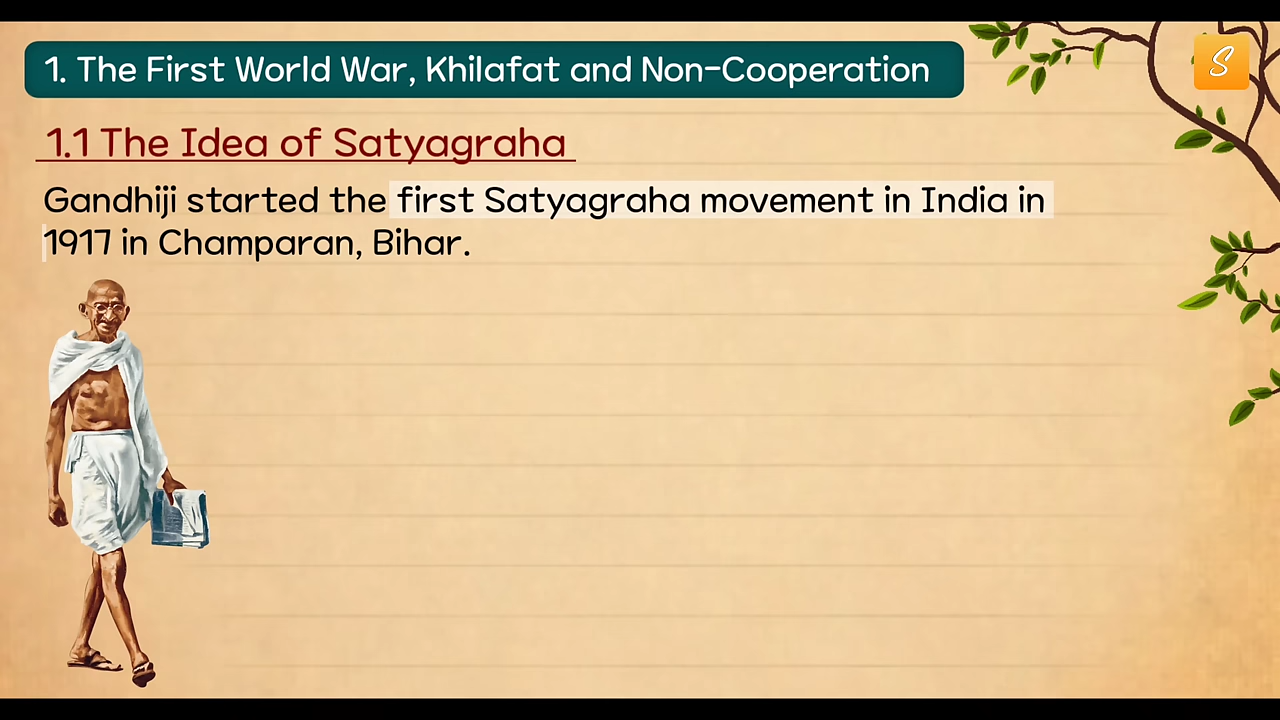 1. The First World War, Khilafat and Non-Cooperation
S
1.1 The Idea of Satyagraha
Gandhiji started the first Satyagraha movement in India in
1917 in Champaran, Bihar.